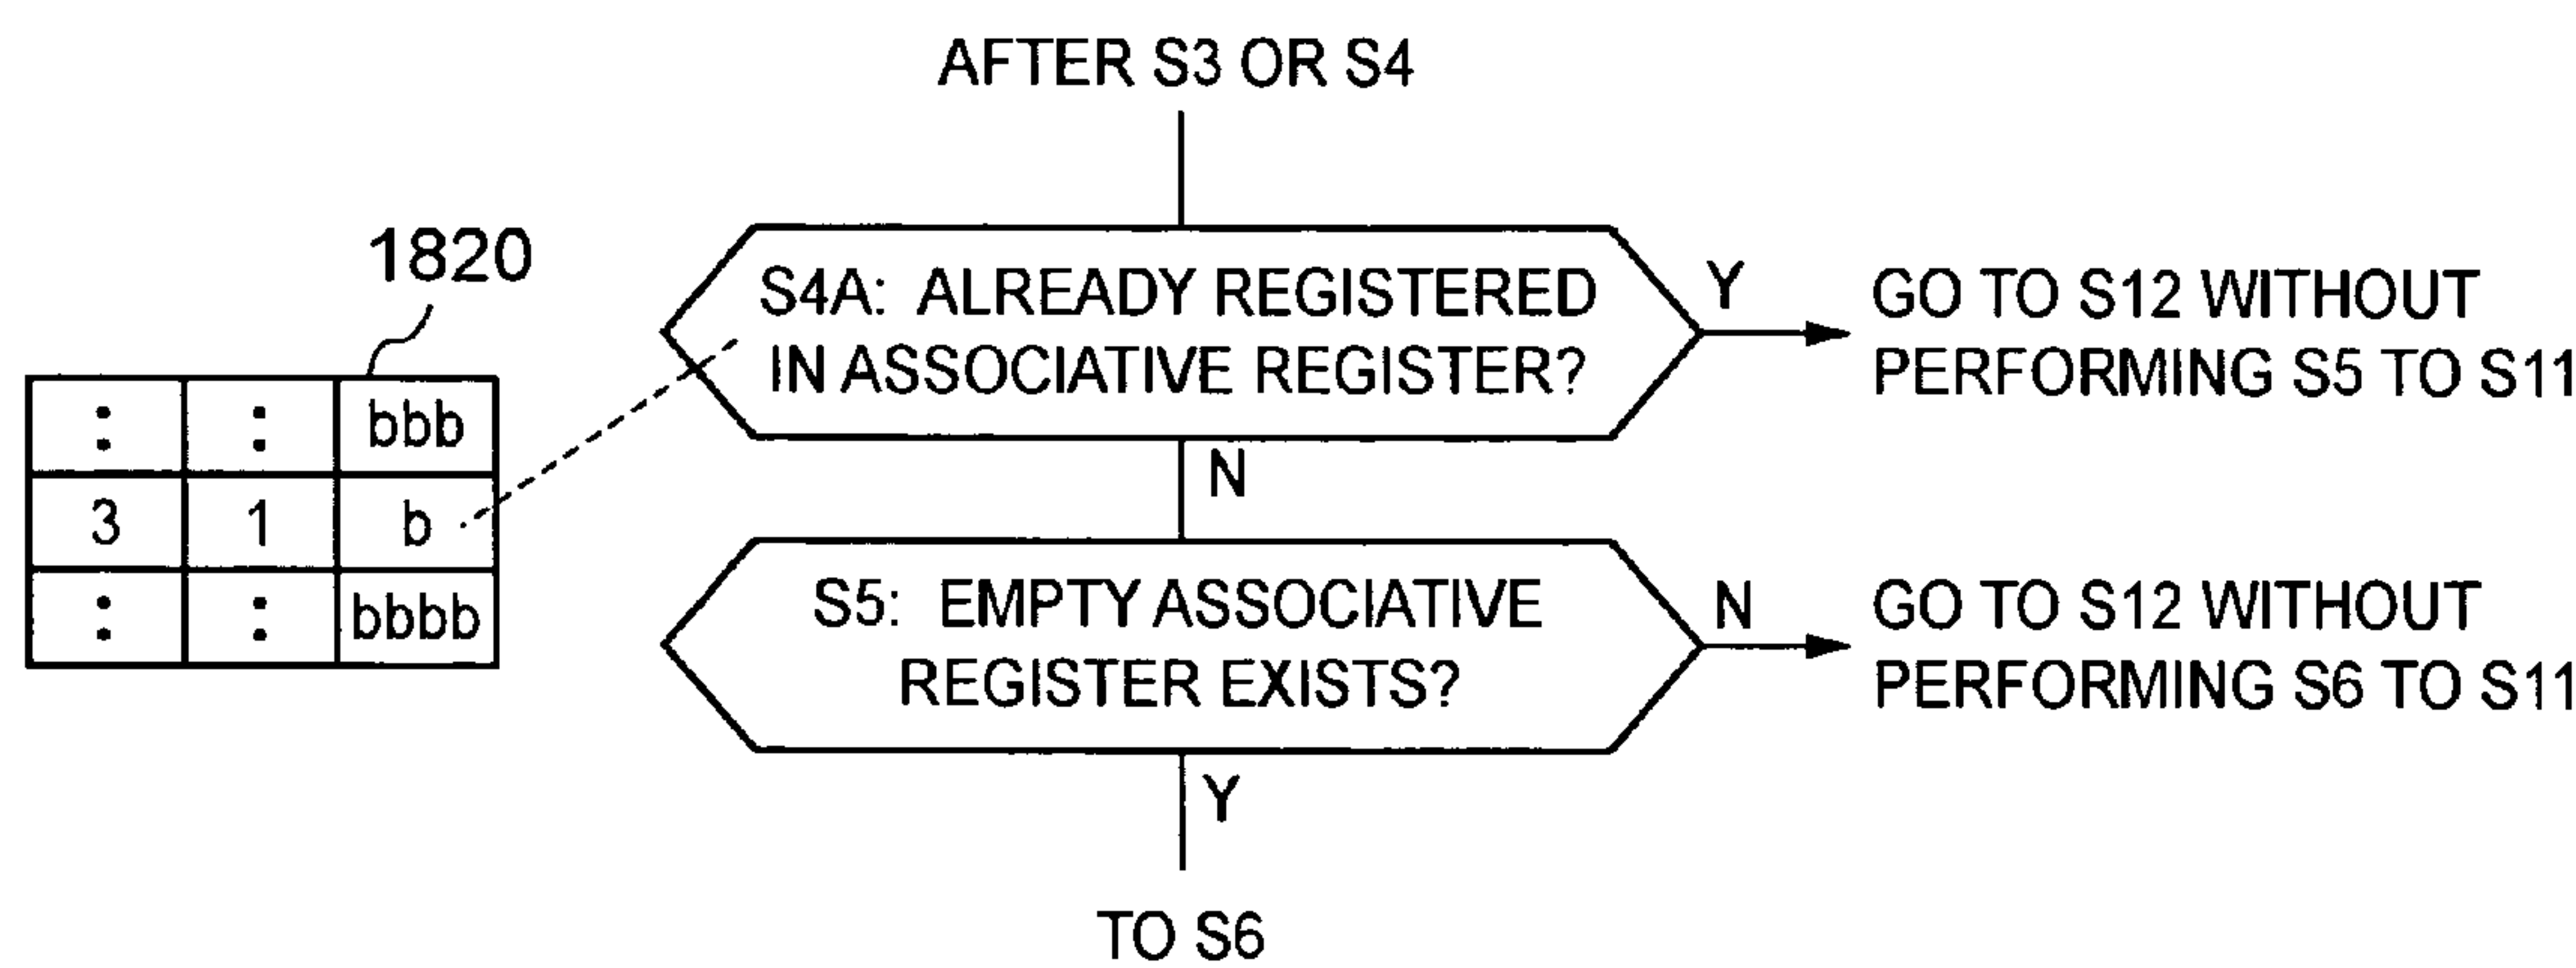 AFTER S3 OR S4
1820
S4A: ALREADY REGISTERED
IN ASSOCIATIVE REGISTER?
Y
GO TO S12 WITHOUT
PERFORMING S5 TO S11
: : bbb
3 1 b
: : bbbb
N
S5: EMPTY ASSOCIATIVE
REGISTER EXISTS?
N
GO TO S12 WITHOUT
PERFORMING S6 TO S11
Y
TO S6